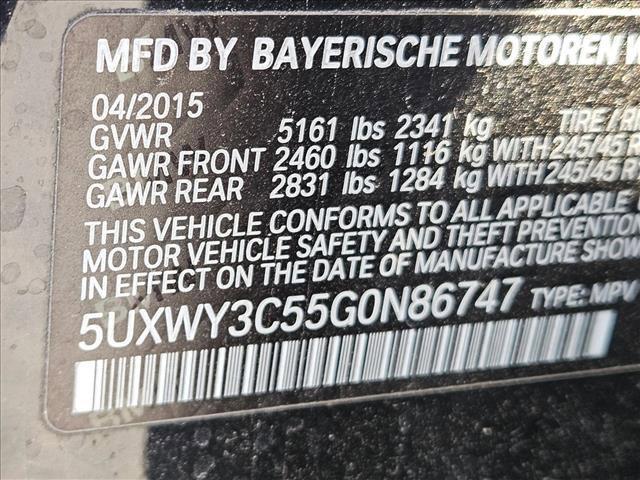 MFD BY BAYERISCHE MOTOREN W
04/2015
GVWR 5161 lbs 2341 kg TIRE/R
GAWR FRONT 2460 lbs 1116 kg WITH 245/45 R
GAWR REAR 2831 lbs 1284 kg WITH 245/45 R
THIS VEHICLE CONFORMS TO ALL APPLICABLE
MOTOR VEHICLE SAFETY AND THEFT PREVENTION
IN EFFECT ON THE DATE OF MANUFACTURE SHOW
5UXWY3C55G0N86747 TYPE: MPV